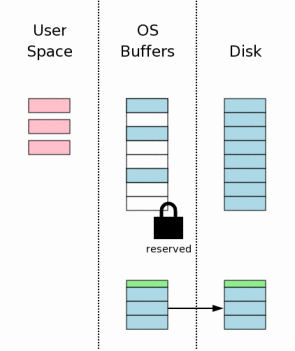 User
Space
OS
Buffers
Disk
reserved